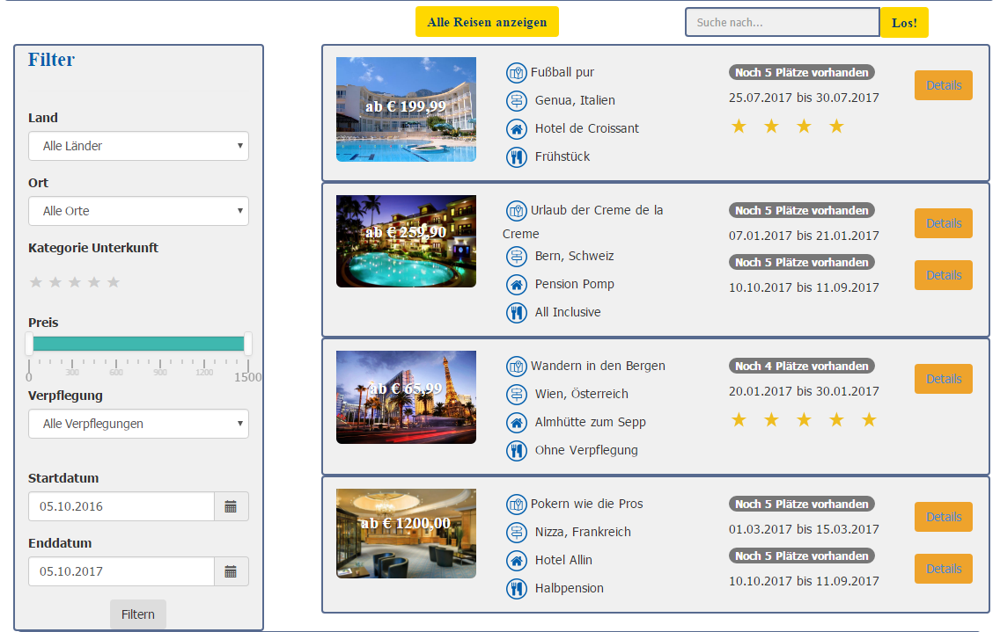 Alle Reisen anzeigen
Suche nach...
Los!
Filter
Land
Alle Länder
Ort
Alle Orte
Kategorie Unterkunft
Preis
300 600 900 1200
0 1500
Verpflegung
Alle Verpflegungen
Startdatum
05.10.2016
Enddatum
05.10.2017
Filtern
ab € 199,99
Fußball pur
Genua, Italien
Hotel de Croissant
Frühstück
Noch 5 Plätze vorhanden
25.07.2017 bis 30.07.2017
Details
ab € 259,90
Urlaub der Creme de la
Creme
Bern, Schweiz
Pension Pomp
All Inclusive
Noch 5 Plätze vorhanden
07.01.2017 bis 21.01.2017
Details
Noch 5 Plätze vorhanden
10.10.2017 bis 11.09.2017
Details
ab € 65,99
Wandern in den Bergen
Wien, Österreich
Almhütte zum Sepp
Ohne Verpflegung
Noch 4 Plätze vorhanden
20.01.2017 bis 30.01.2017
Details
ab € 1200,00
Pokern wie die Pros
Nizza, Frankreich
Hotel Allin
Halbpension
Noch 5 Plätze vorhanden
01.03.2017 bis 15.03.2017
Details
Noch 5 Plätze vorhanden
10.10.2017 bis 11.09.2017
Details